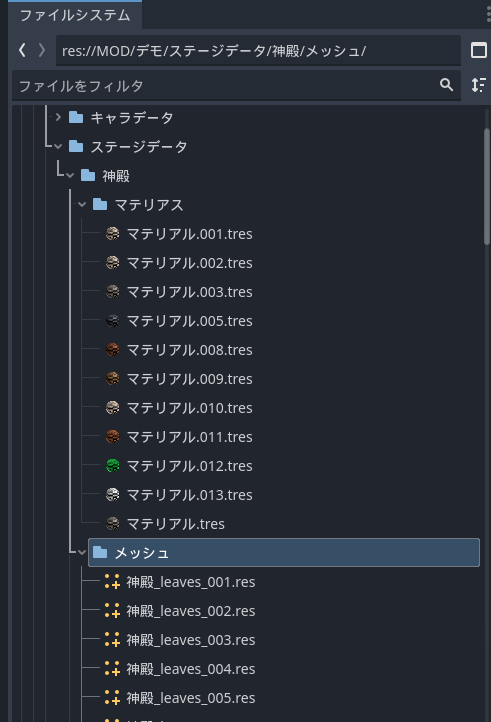 ファイルシステム
res://MOD/デモ/ステージデータ/神殿/メッシュ/
ファイルをフィルタ
キャラデータ
ステージデータ
神殿
マテリアス
マテリアル.001.tres
マテリアル.002.tres
マテリアル.003.tres
マテリアル.005.tres
マテリアル.008.tres
マテリアル.009.tres
マテリアル.010.tres
マテリアル.011.tres
マテリアル.012.tres
マテリアル.013.tres
マテリアル.tres
メッシュ
神殿_leaves_001.res
神殿_leaves_002.res
神殿_leaves_003.res
神殿_leaves_004.res
神殿_leaves_005.res